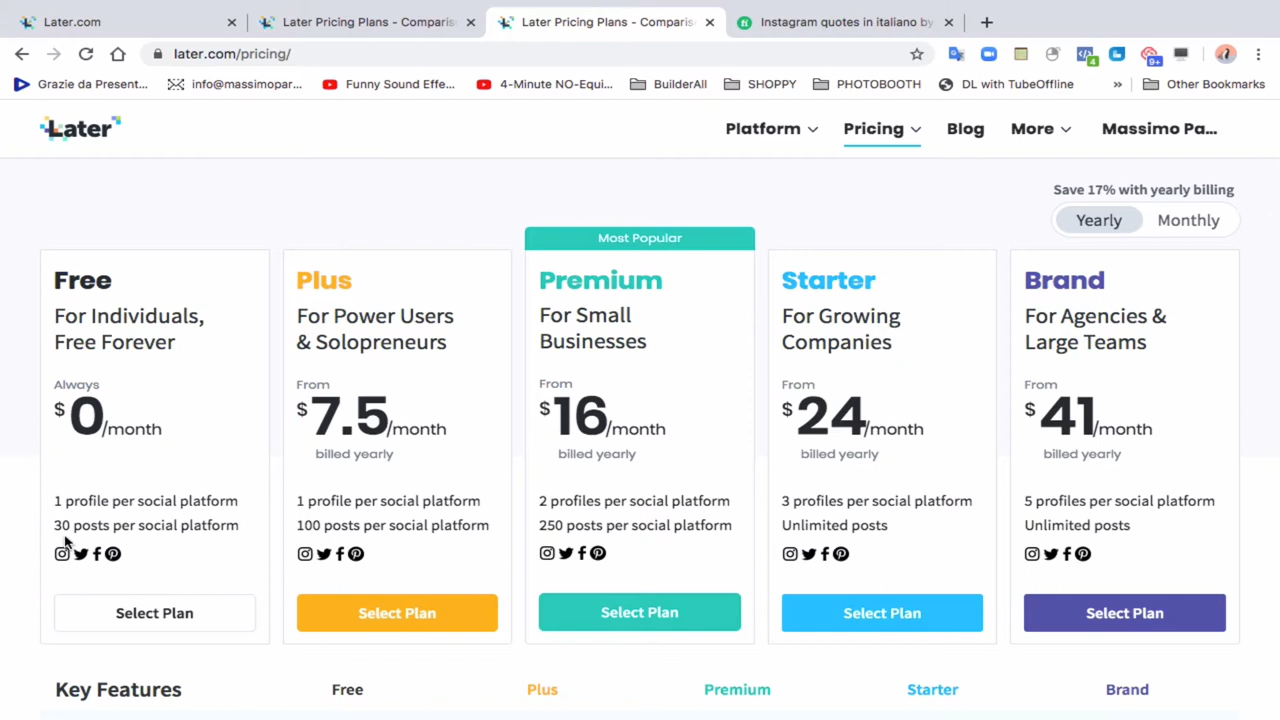 Later.com
Later Pricing Plans - Comparis
Later Pricing Plans - Comparis
Instagram quotes in italiano by
later.com/pricing/
4
9+
Grazie da Present...
info@massimopar...
Funny Sound Effe...
4-Minute NO-Equi...
BuilderAll
SHOPPY
PHOTOBOOTH
DL with TubeOffline
»
Other Bookmarks
Later
Platform
Pricing
Blog
More
Massimo Pa...
Save 17% with yearly billing
Yearly
Monthly
Most Popular
Free
For Individuals,
Free Forever
Always
$0/month
1 profile per social platform
30 posts per social platform
Select Plan
Plus
For Power Users
& Solopreneurs
From
$7.5/month
billed yearly
1 profile per social platform
100 posts per social platform
Select Plan
Premium
For Small
Businesses
From
$16/month
billed yearly
2 profiles per social platform
250 posts per social platform
Select Plan
Starter
For Growing
Companies
From
$24/month
billed yearly
3 profiles per social platform
Unlimited posts
Select Plan
Brand
For Agencies &
Large Teams
From
$41/month
billed yearly
5 profiles per social platform
Unlimited posts
Select Plan
Key Features
Free
Plus
Premium
Starter
Brand